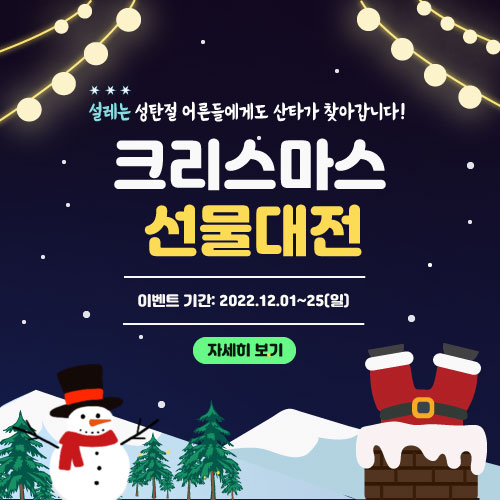 설레는 성탄절 어른들에게도 산타가 찾아갑니다!
크리스마스
선물대전
이벤트 기간: 2022.12.01~25(일)
자세히 보기